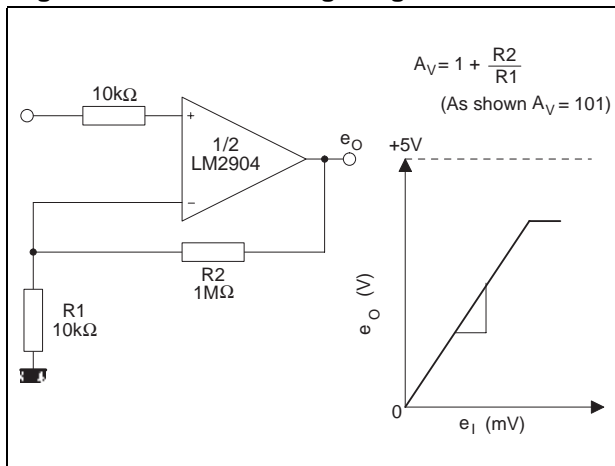 10kΩ
+
1/2
LM2904
−
e_O
R2
1MΩ
R1
10kΩ
A_V = 1 + R2/R1
(As shown A_V = 101)
+5V
e_O (V)
0
e_I (mV)